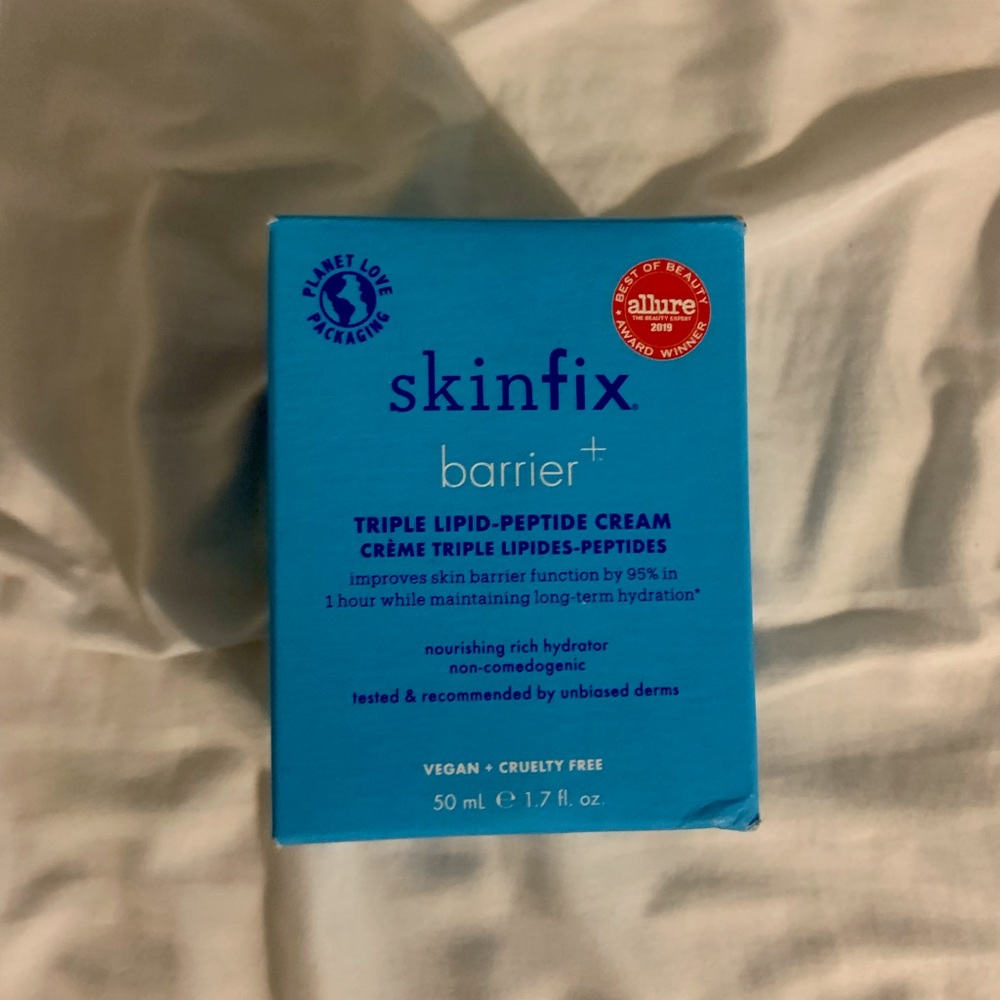 PLANET LOVE
PACKAGING
BEST OF BEAUTY
allure
THE BEAUTY EXPERT
2019
AWARD WINNER
skinfix®
barrier+™
TRIPLE LIPID-PEPTIDE CREAM
CRÈME TRIPLE LIPIDES-PEPTIDES
improves skin barrier function by 95% in
1 hour while maintaining long-term hydration*
nourishing rich hydrator
non-comedogenic
tested & recommended by unbiased derms
VEGAN + CRUELTY FREE
50 mL ℮ 1.7 fl. oz.